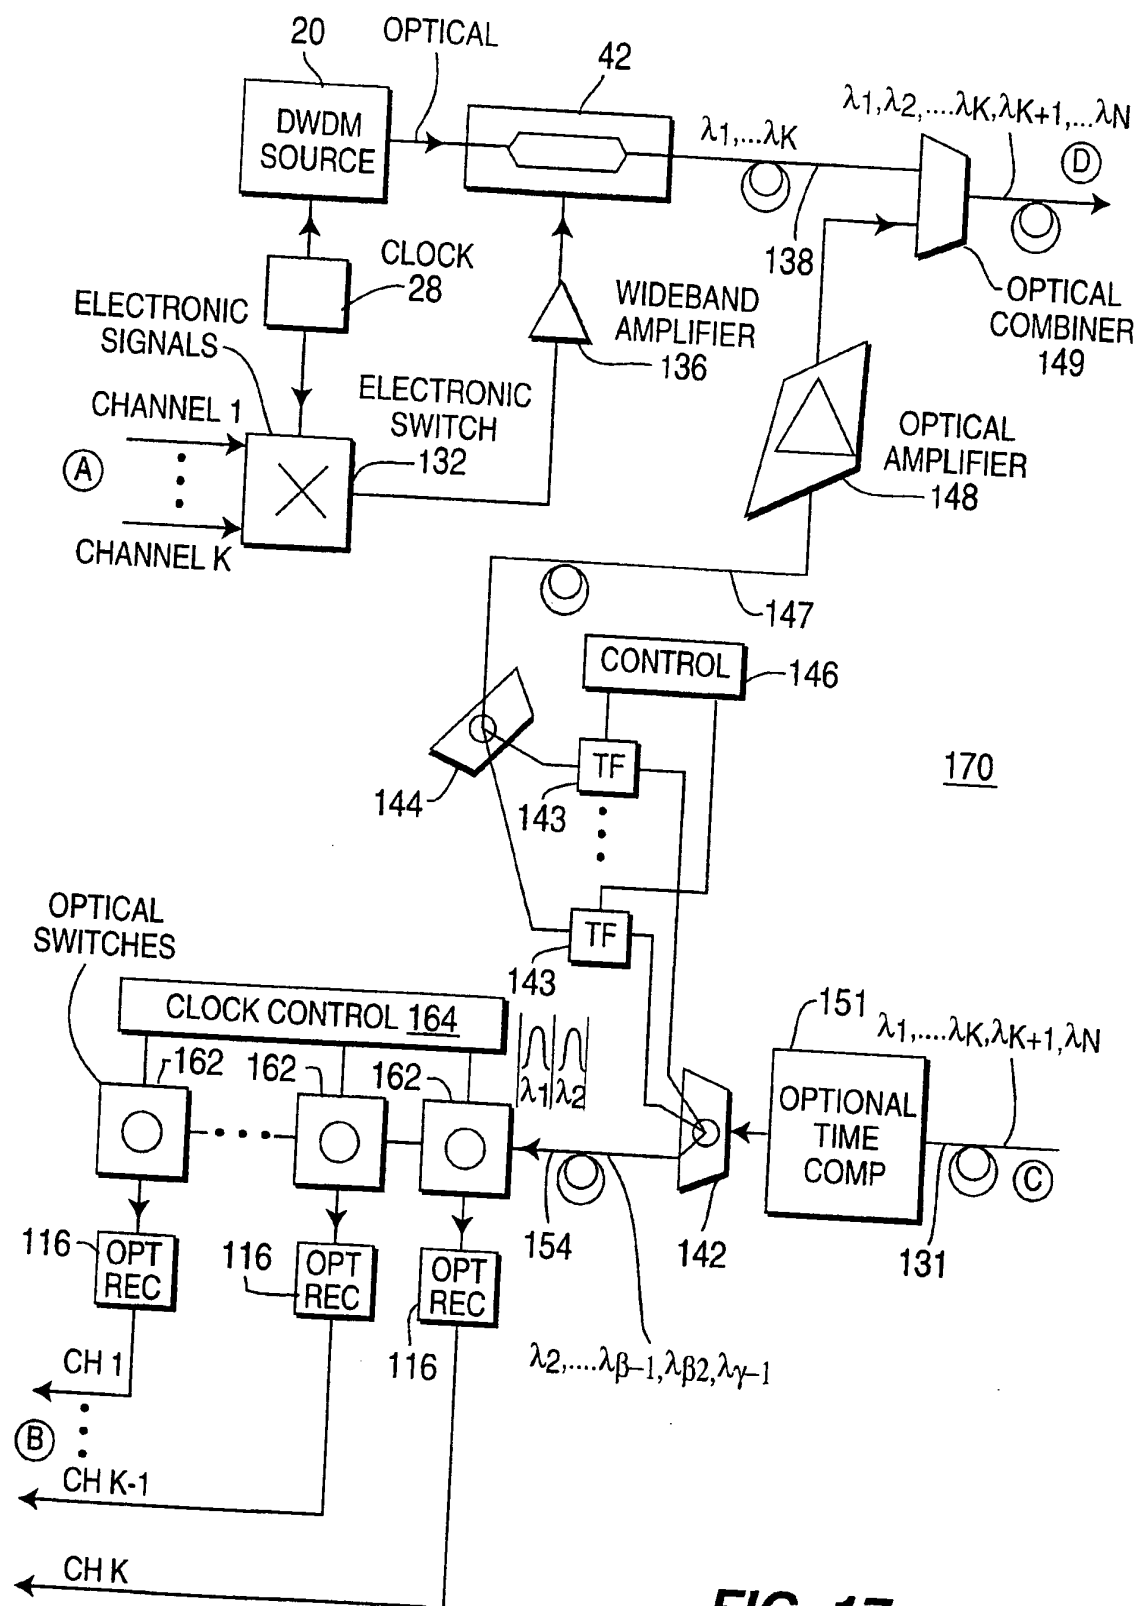 20
OPTICAL
42
DWDM
SOURCE
λ1,...λK
λ1,λ2,....λK,λK+1,...λN
D
CLOCK
28
138
ELECTRONIC
SIGNALS
WIDEBAND
AMPLIFIER
136
OPTICAL
COMBINER
149
CHANNEL 1
ELECTRONIC
SWITCH
132
A
OPTICAL
AMPLIFIER
148
CHANNEL K
147
CONTROL
146
TF
144
143
170
OPTICAL
SWITCHES
TF
143
CLOCK CONTROL 164
151
λ1,....λK,λK+1,λN
162
162
162
λ1
λ2
OPTIONAL
TIME
COMP
C
154
142
131
116
OPT
REC
116
OPT
REC
OPT
REC
116
λ2,....λβ–1,λβ2,λγ–1
CH 1
B
CH K-1
CH K
FIG. 17